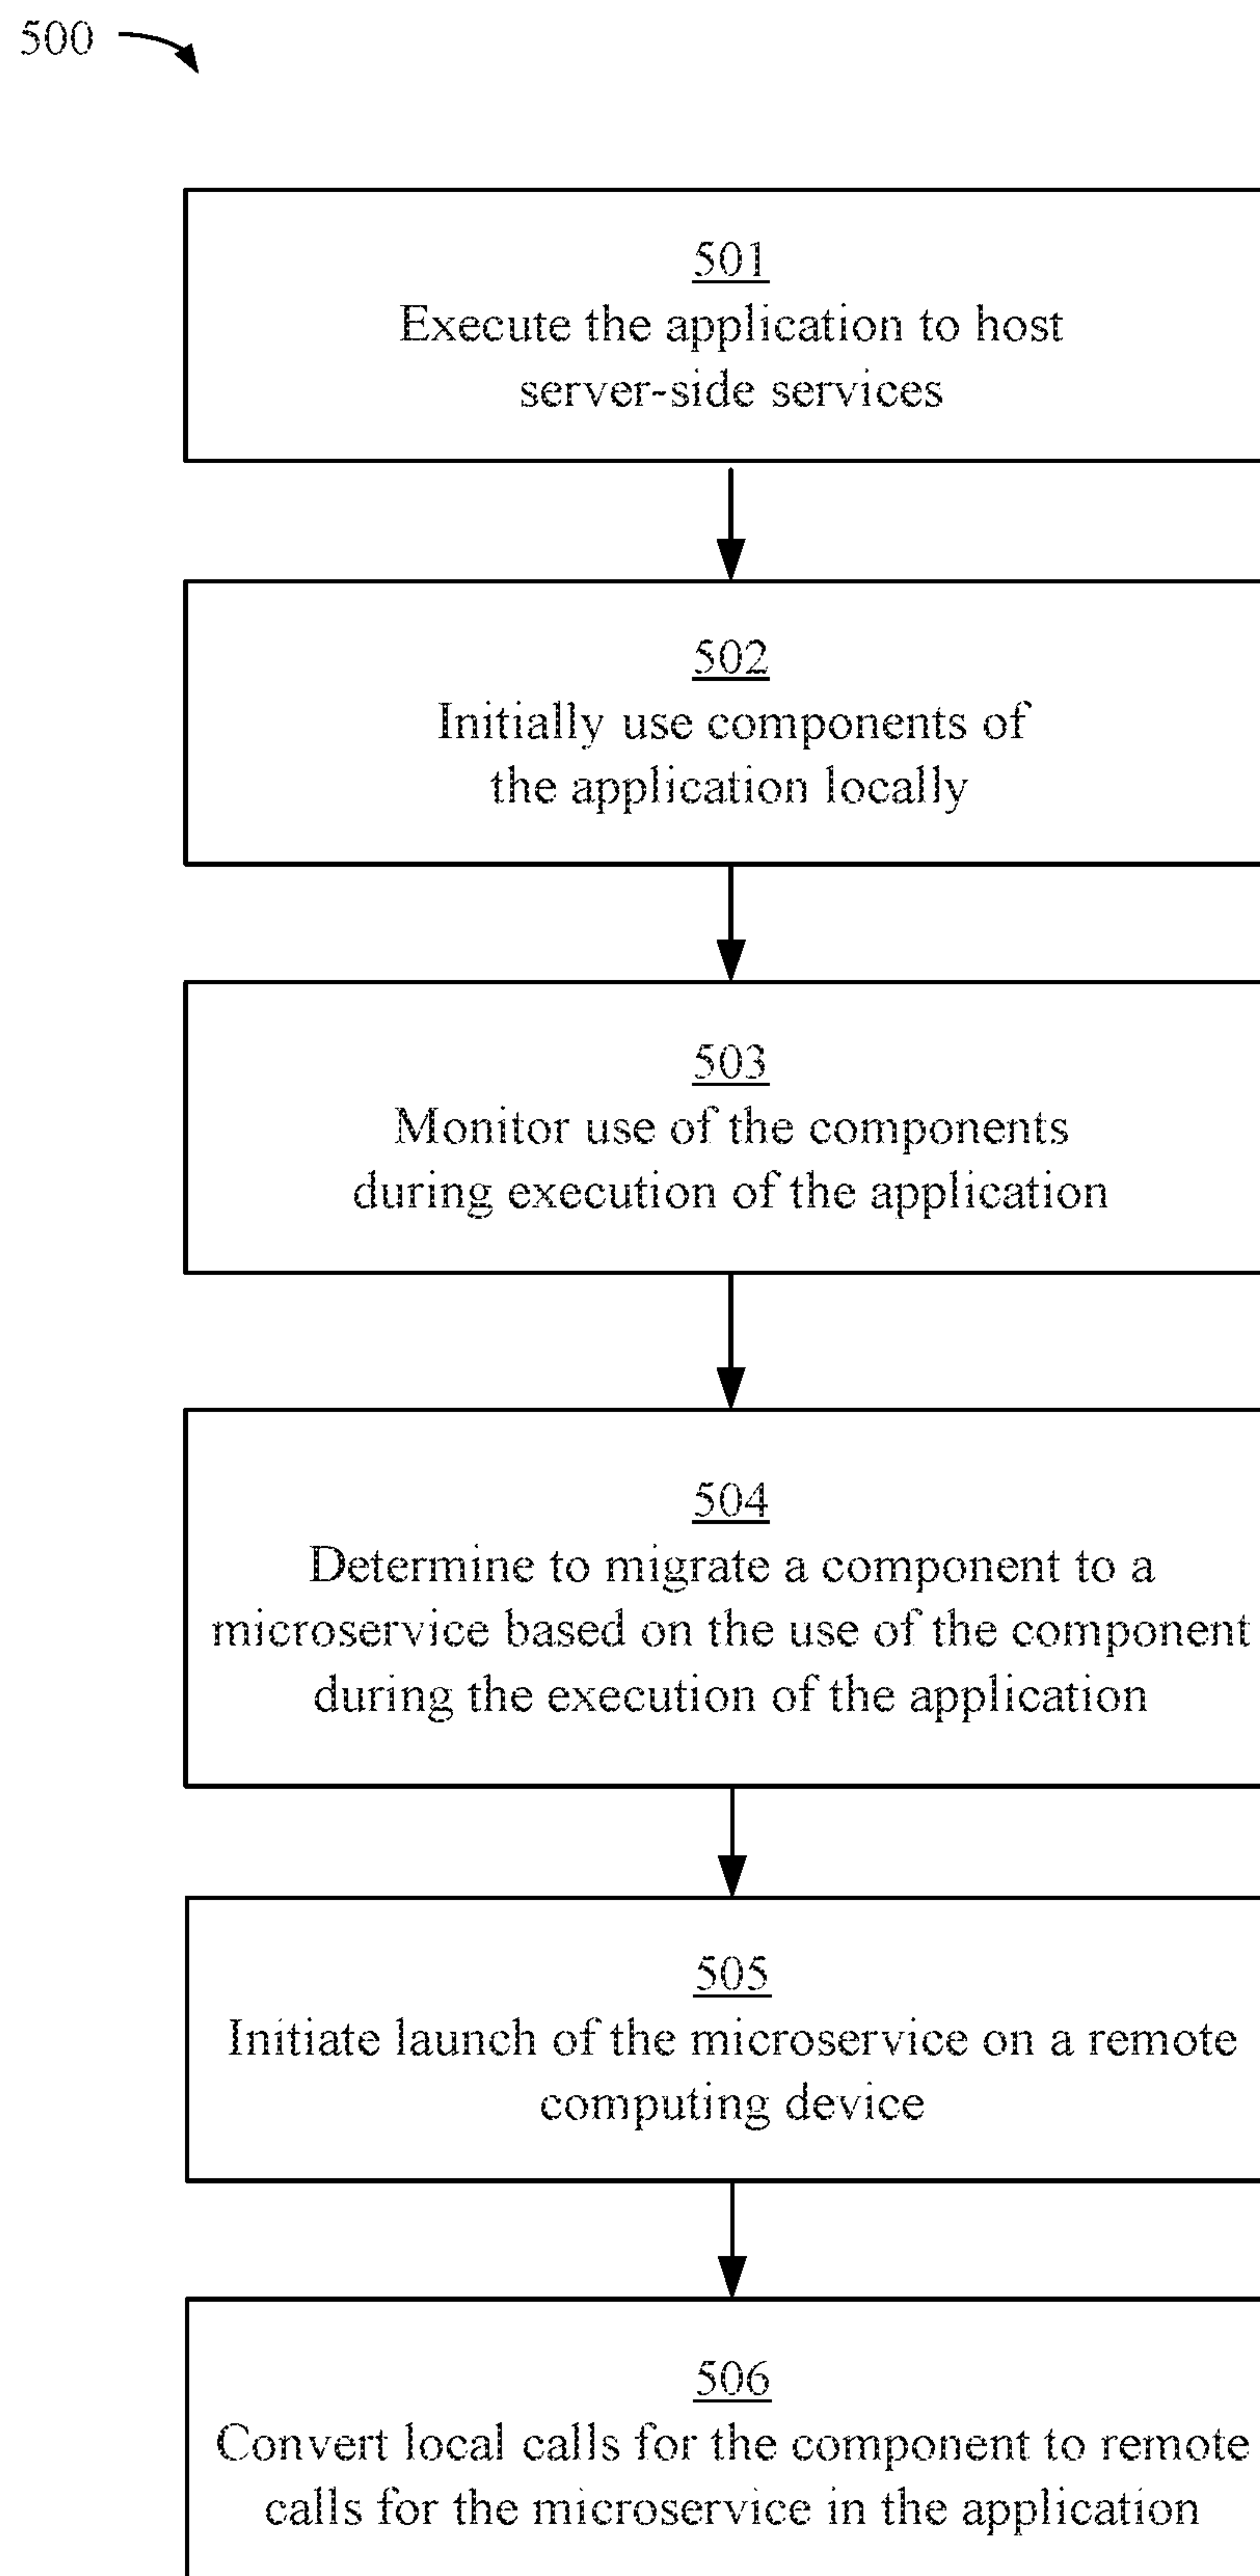 500
501
Execute the application to host
server-side services
502
Initially use components of
the application locally
503
Monitor use of the components
during execution of the application
504
Determine to migrate a component to a
microservice based on the use of the component
during the execution of the application
505
Initiate launch of the microservice on a remote
computing device
506
Convert local calls for the component to remote
calls for the microservice in the application